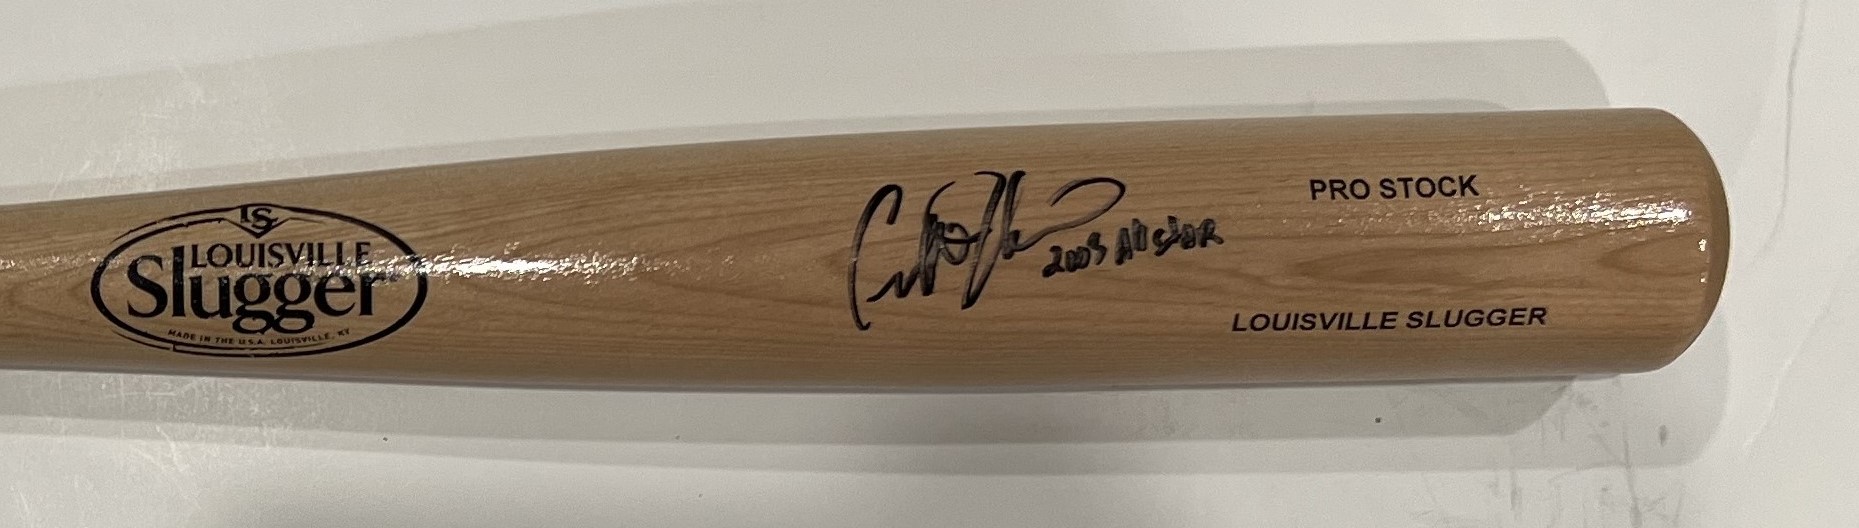 LS
LOUISVILLE
Slugger
MADE IN THE U.S.A. LOUISVILLE, KY
2003 All Star
PRO STOCK
LOUISVILLE SLUGGER